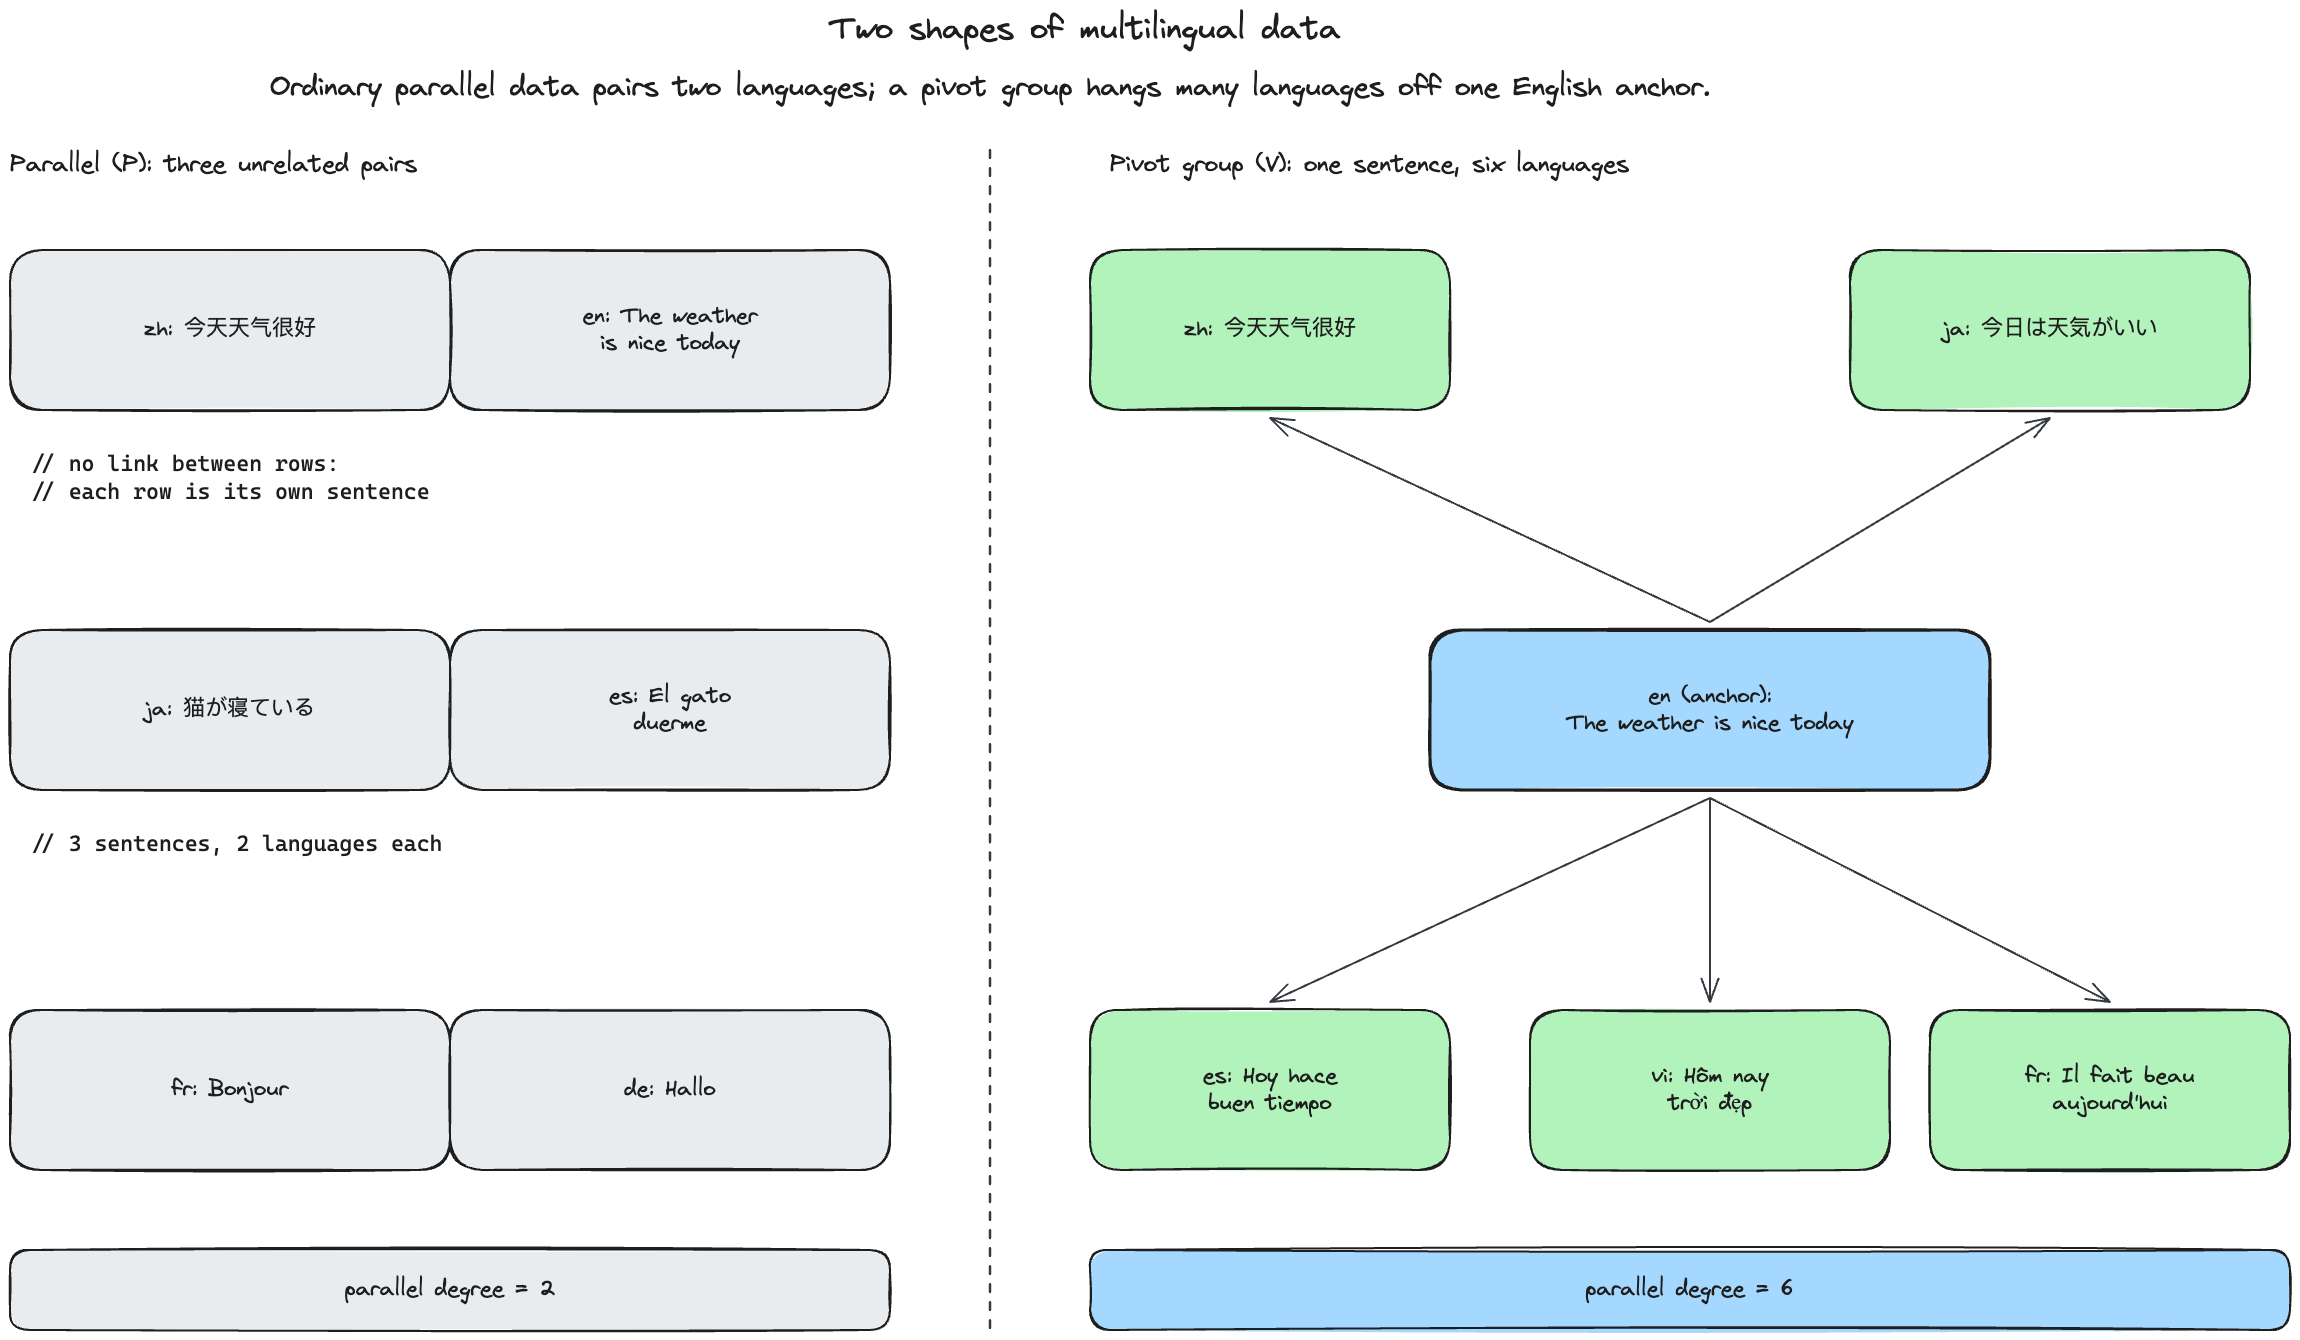 Two shapes of multilingual data
Ordinary parallel data pairs two languages; a pivot group hangs many languages off one English anchor.
Parallel (P): three unrelated pairs
zh: 今天天气很好
en: The weather
is nice today
// no link between rows:
// each row is its own sentence
ja: 猫が寝ている
es: El gato
duerme
// 3 sentences, 2 languages each
fr: Bonjour
de: Hallo
parallel degree = 2
Pivot group (V): one sentence, six languages
zh: 今天天气很好
ja: 今日は天気がいい
en (anchor):
The weather is nice today
es: Hoy hace
buen tiempo
vi: Hôm nay
trời đẹp
fr: Il fait beau
aujourd'hui
parallel degree = 6